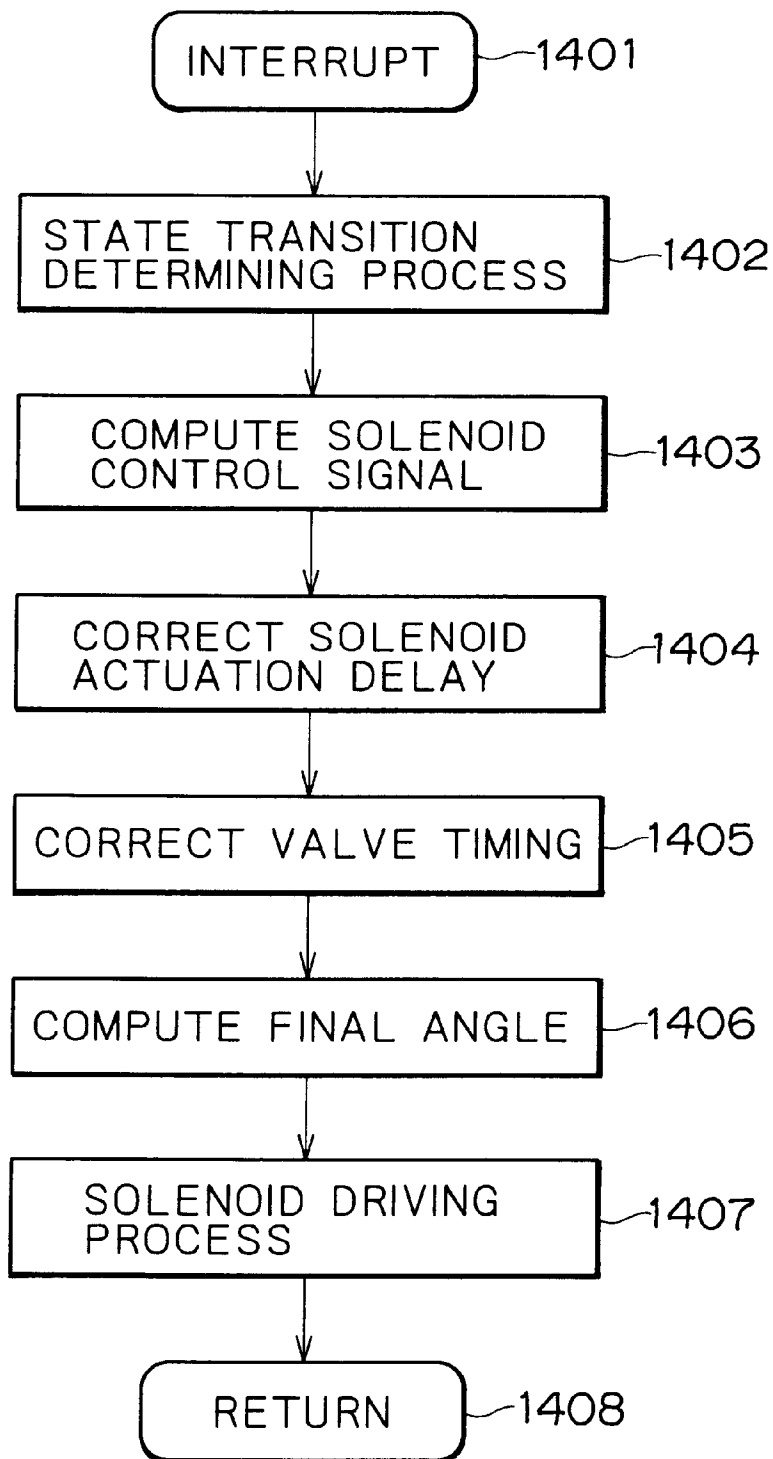 INTERRUPT 1401
STATE TRANSITION
DETERMINING PROCESS 1402
COMPUTE SOLENOID
CONTROL SIGNAL 1403
CORRECT SOLENOID
ACTUATION DELAY 1404
CORRECT VALVE TIMING 1405
COMPUTE FINAL ANGLE 1406
SOLENOID DRIVING
PROCESS 1407
RETURN 1408